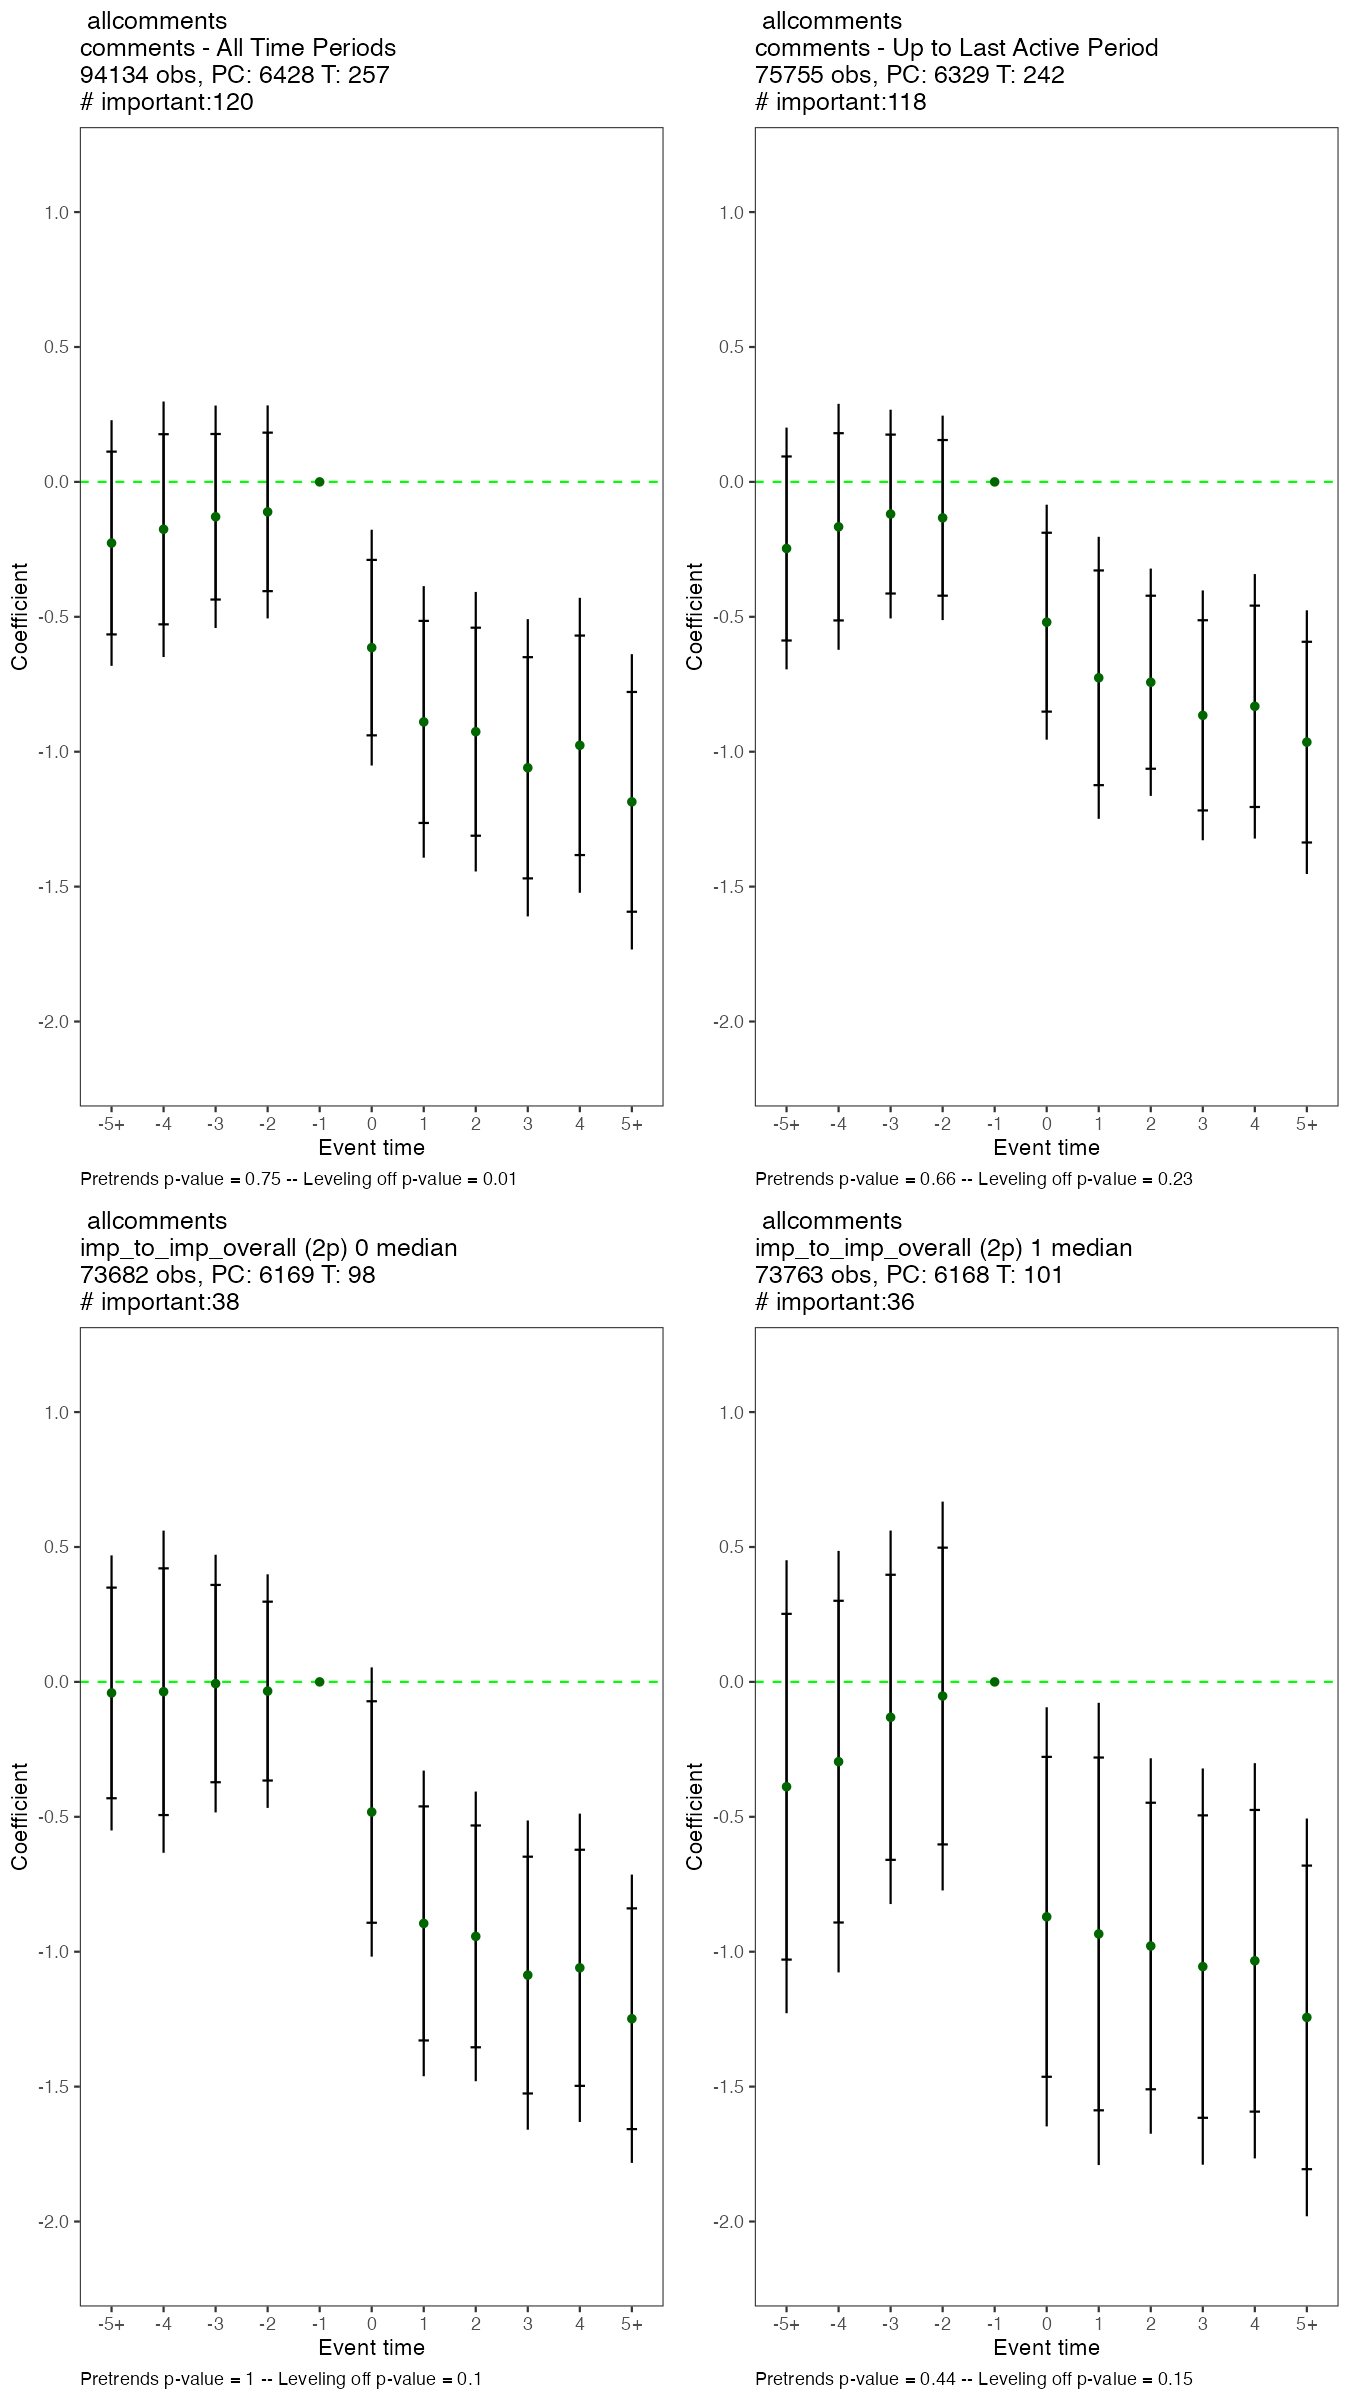 allcomments
comments - All Time Periods
94134 obs, PC: 6428 T: 257
# important:120
1.0
0.5
0.0
-0.5
-1.0
-1.5
-2.0
Coefficient
-5+ -4 -3 -2 -1 0 1 2 3 4 5+
Event time
Pretrends p-value = 0.75 -- Leveling off p-value = 0.01
allcomments
comments - Up to Last Active Period
75755 obs, PC: 6329 T: 242
# important:118
1.0
0.5
0.0
-0.5
-1.0
-1.5
-2.0
Coefficient
-5+ -4 -3 -2 -1 0 1 2 3 4 5+
Event time
Pretrends p-value = 0.66 -- Leveling off p-value = 0.23
allcomments
imp_to_imp_overall (2p) 0 median
73682 obs, PC: 6169 T: 98
# important:38
1.0
0.5
0.0
-0.5
-1.0
-1.5
-2.0
Coefficient
-5+ -4 -3 -2 -1 0 1 2 3 4 5+
Event time
Pretrends p-value = 1 -- Leveling off p-value = 0.1
allcomments
imp_to_imp_overall (2p) 1 median
73763 obs, PC: 6168 T: 101
# important:36
1.0
0.5
0.0
-0.5
-1.0
-1.5
-2.0
Coefficient
-5+ -4 -3 -2 -1 0 1 2 3 4 5+
Event time
Pretrends p-value = 0.44 -- Leveling off p-value = 0.15